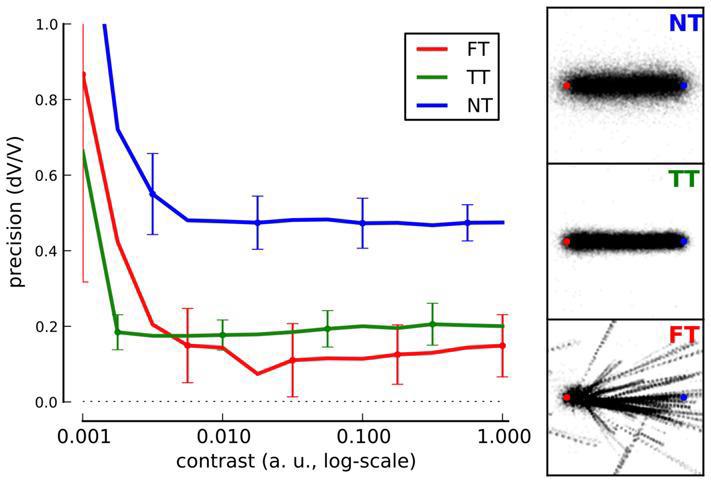 1.0
0.8
0.6
0.4
0.2
0.0
precision (dV/V)
FT
TT
NT
0.001
0.010
0.100
1.000
contrast (a. u., log-scale)
NT
TT
FT